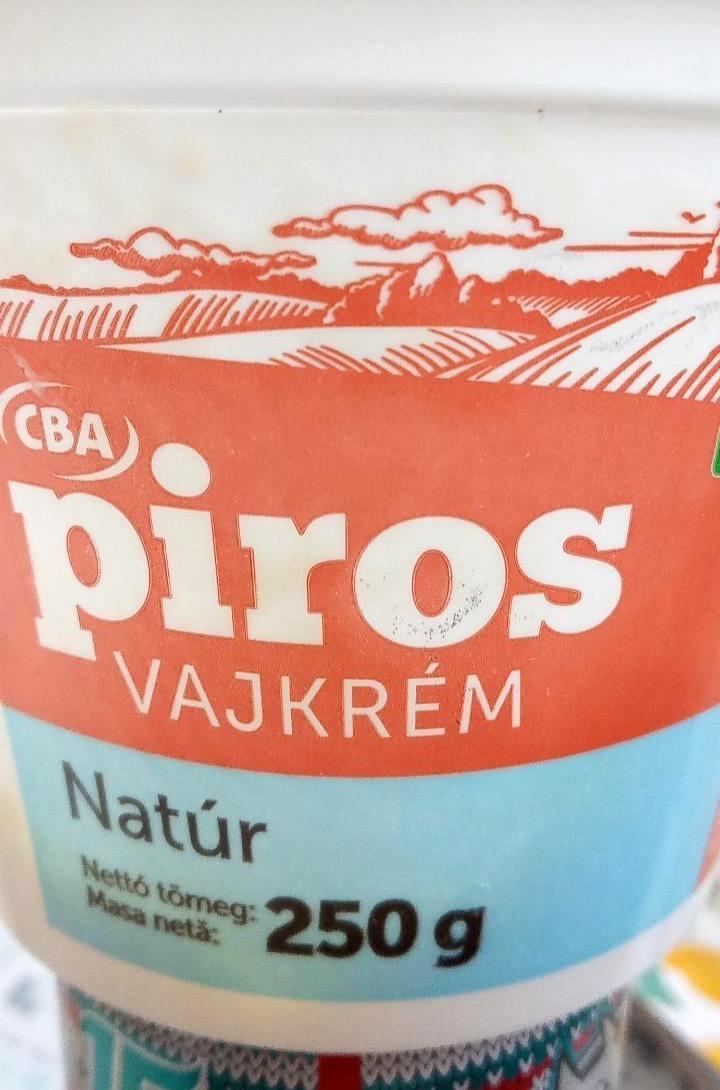 CBA
piros
VAJKRÉM
Natúr
Nettó tömeg:
Masa netă:
250 g